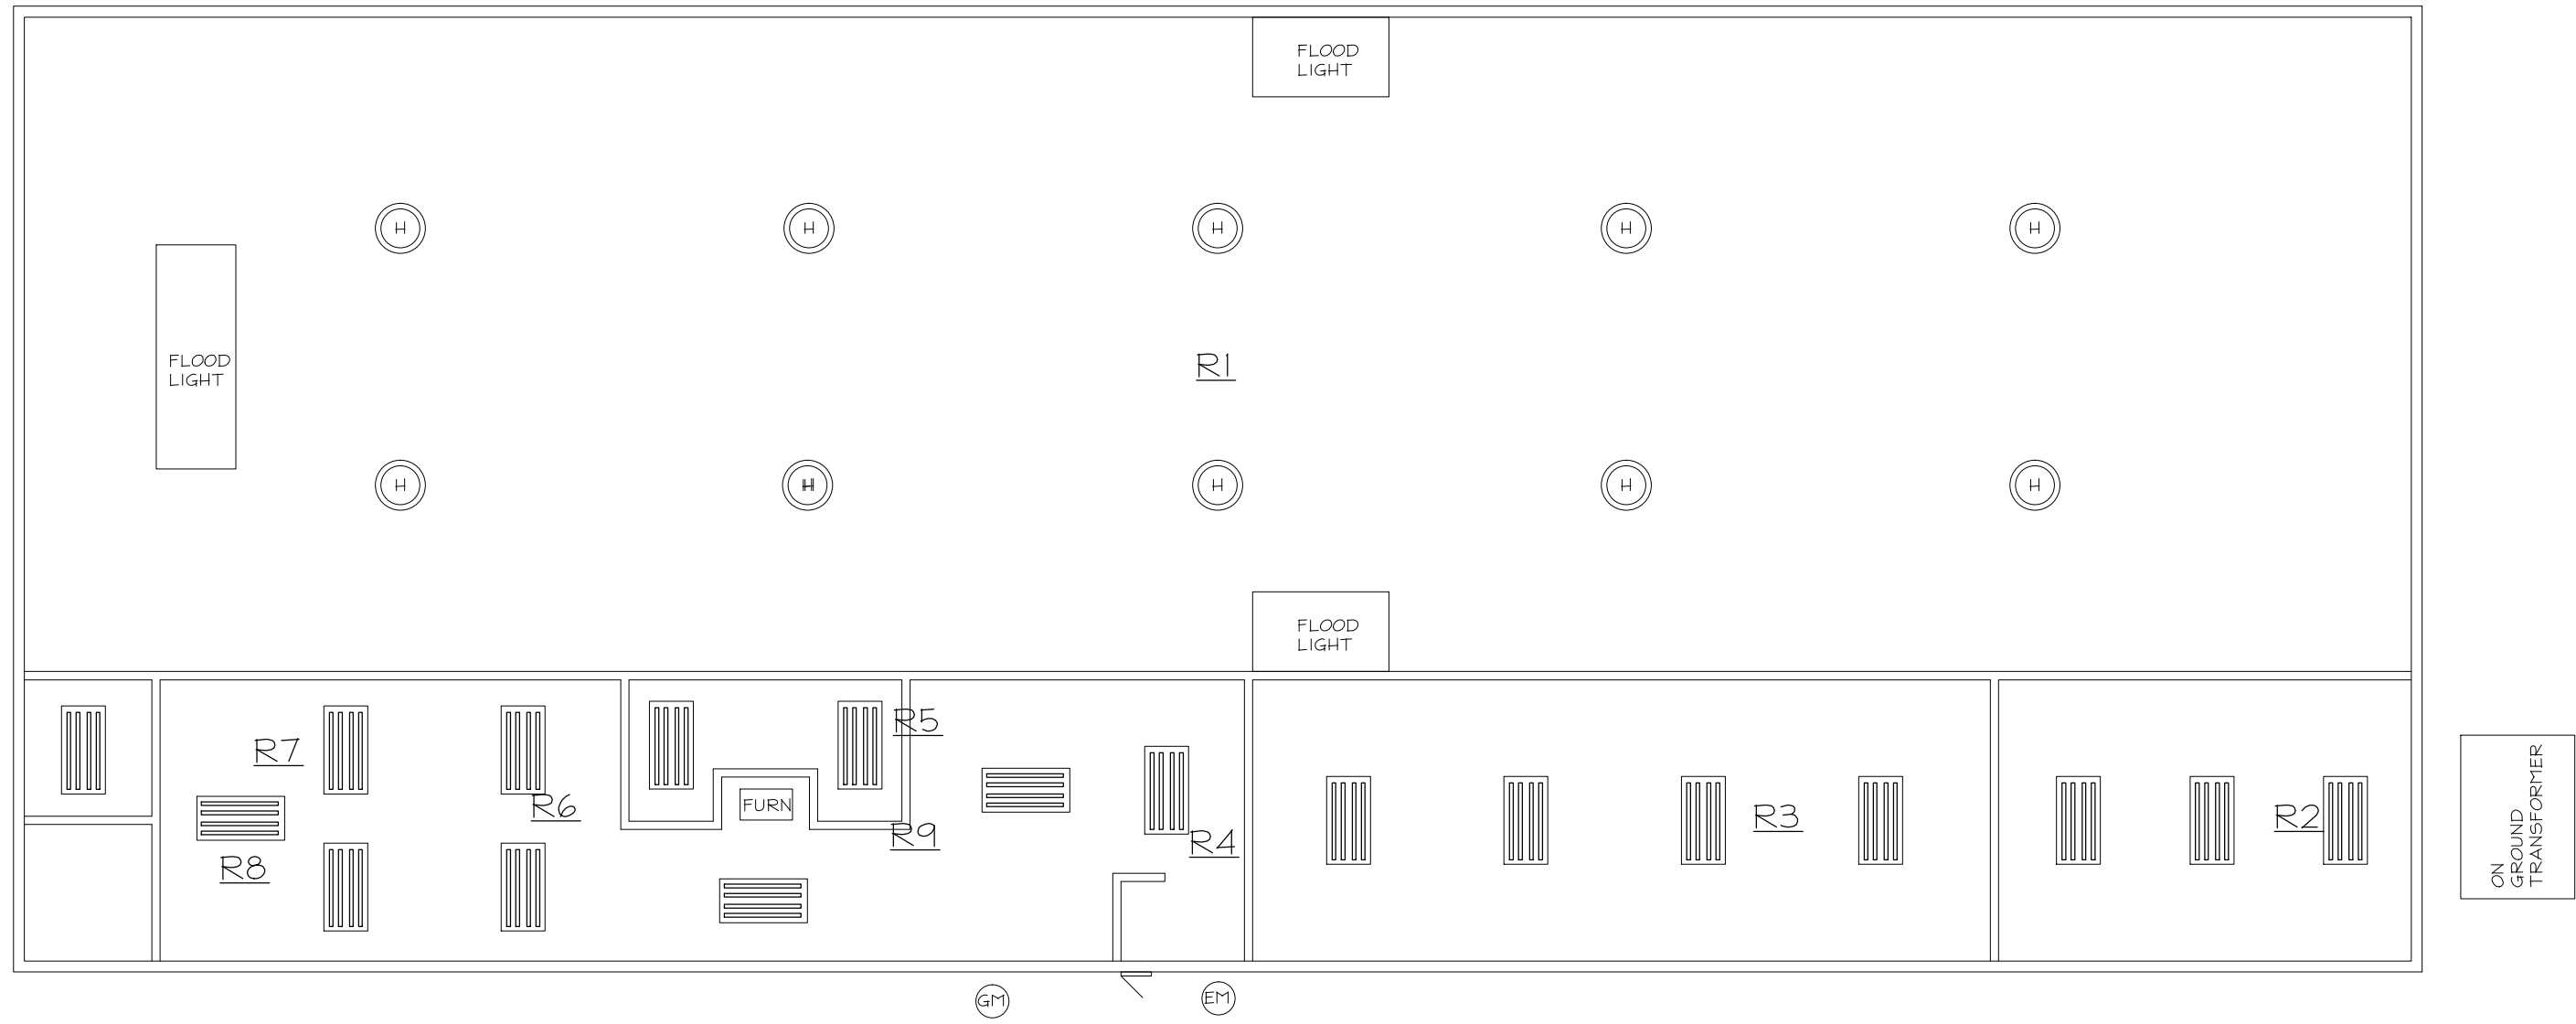 FLOOD
LIGHT
H
H
H
H
H
FLOOD
LIGHT
R1
H
H
H
H
H
FLOOD
LIGHT
R5
R7
FURN
R6
R9
R4
R3
R2
R8
ON
GROUND
TRANSFORMER
GM
EM